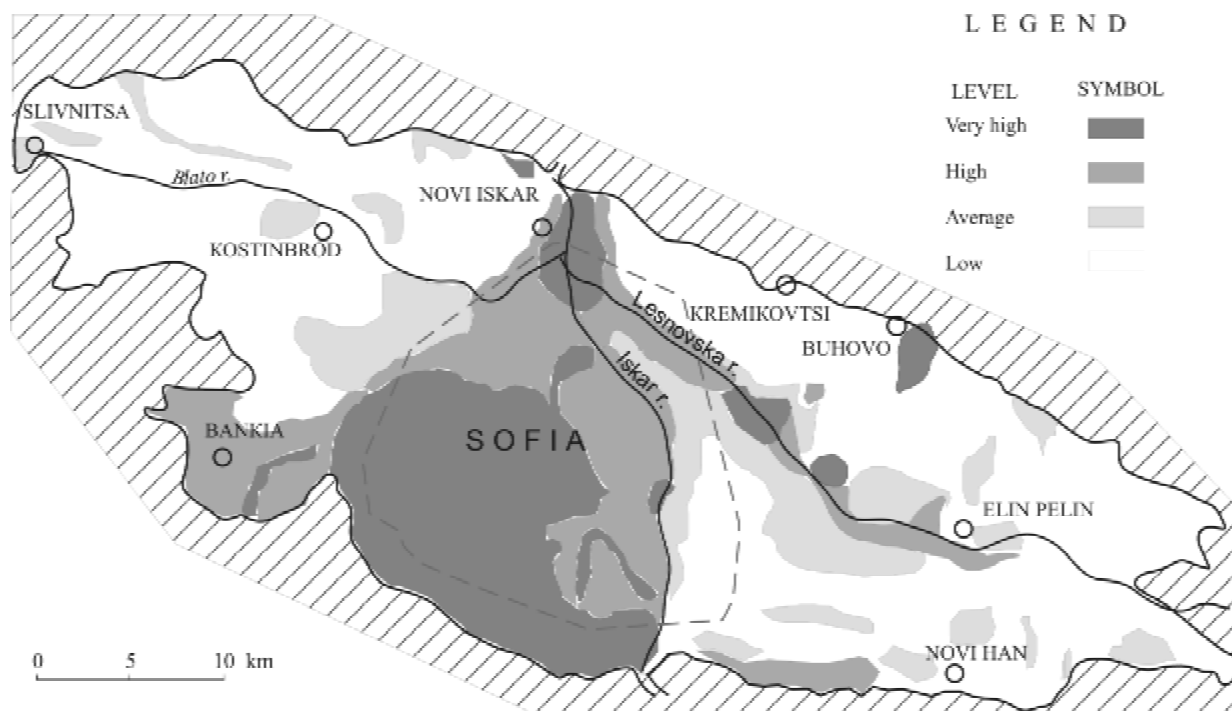 L E G E N D
LEVEL SYMBOL
Very high
High
Average
Low
SLIVNITSA
Blato r.
NOVI ISKAR
KOSTINBROD
KREMIKOVTSI
Lesnovska r.
BUHOVO
Iskar r.
BANKIA
SOFIA
ELIN PELIN
NOVI HAN
0 5 10 km